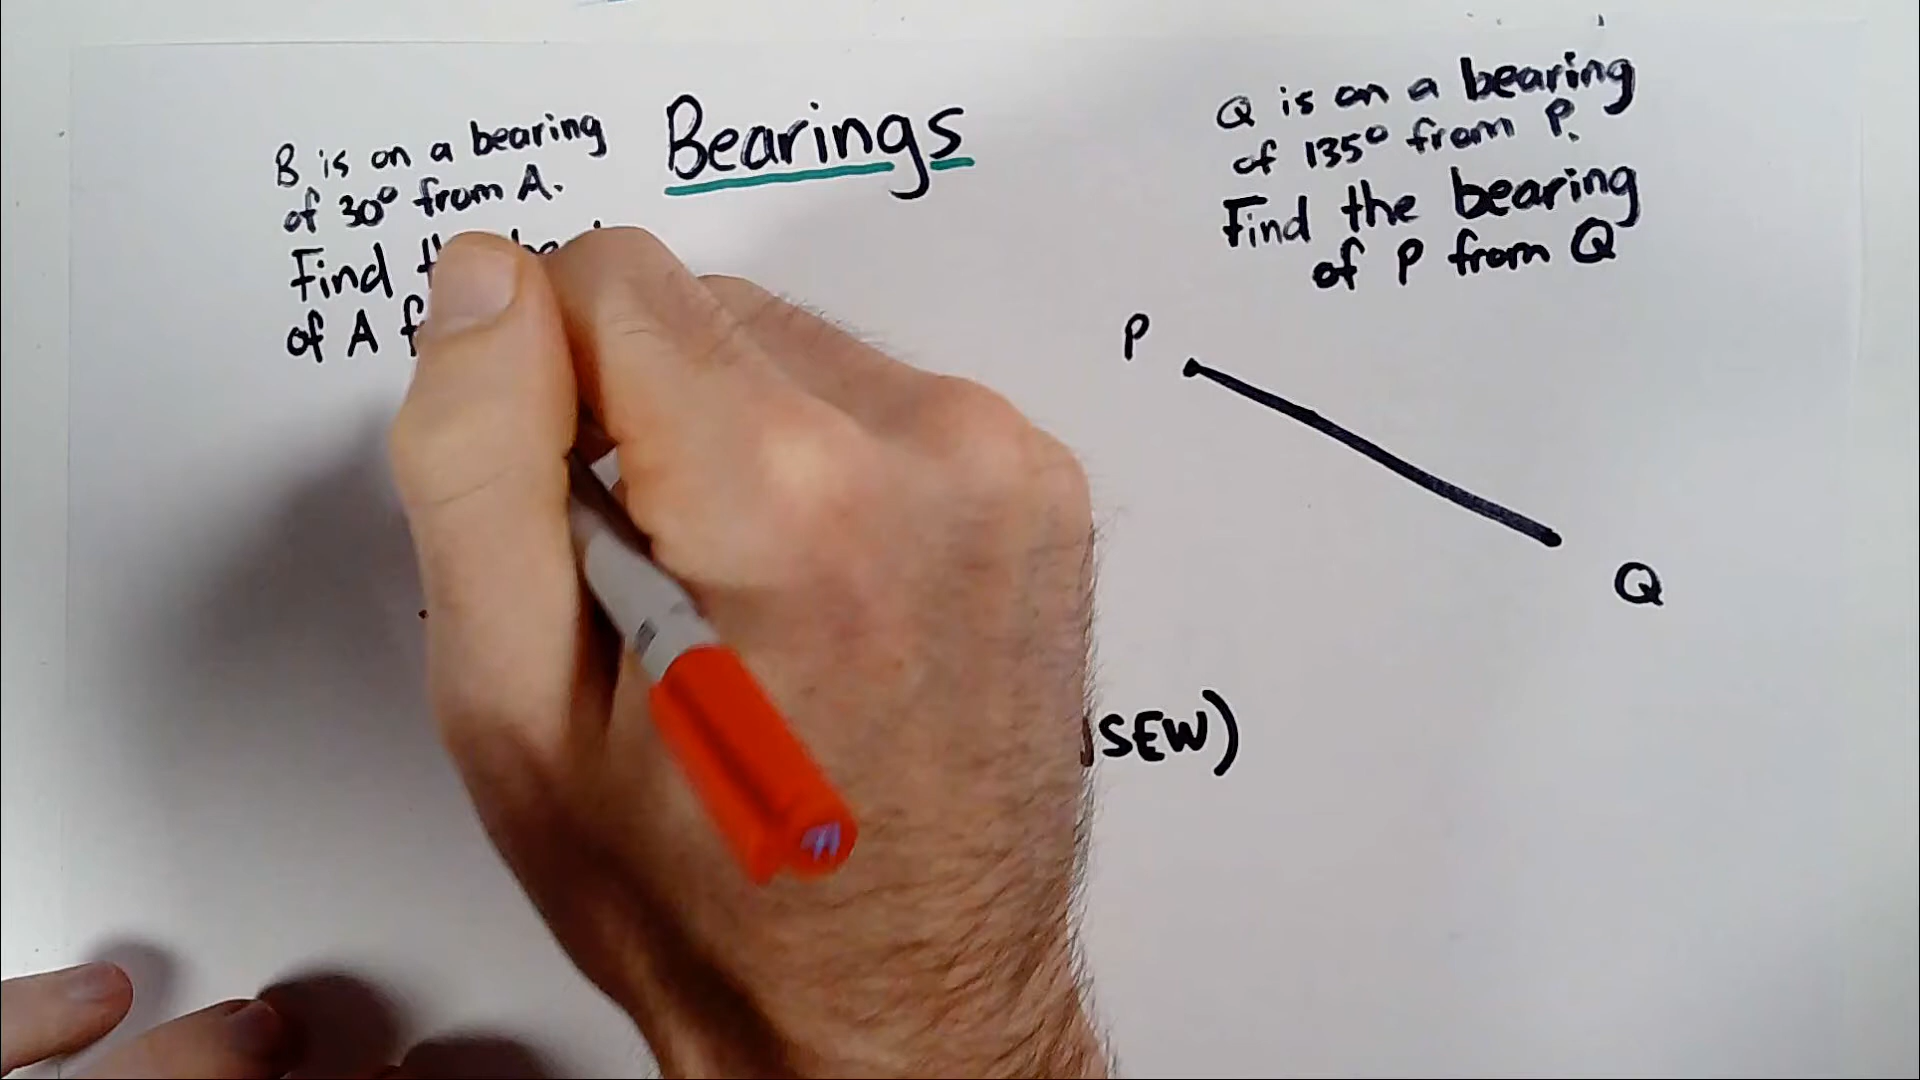 Bearings
B is on a bearing
of 30° from A.
Find
of A
Q is on a bearing
of 135° from P.
Find the bearing
of P from Q
P
Q
SEW)